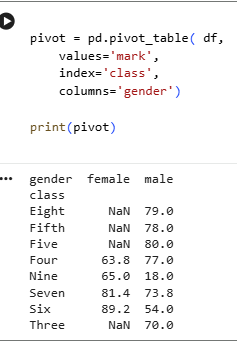 pivot = pd.pivot_table( df,
    values='mark',
    index='class',
    columns='gender')
print(pivot)
gender  female  male
class
Eight      NaN  79.0
Fifth      NaN  78.0
Five       NaN  80.0
Four      63.8  77.0
Nine      65.0  18.0
Seven     81.4  73.8
Six       89.2  54.0
Three      NaN  70.0